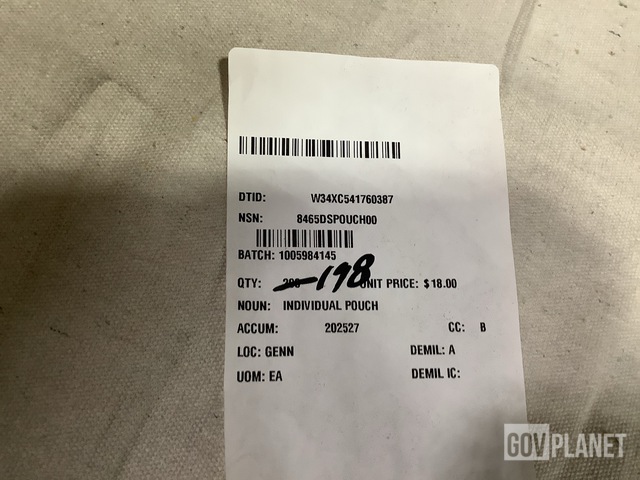 DTID: W34XC541760387
NSN: 8465DSPOUCH00
BATCH: 1005984145
QTY: 198 UNIT PRICE: $18.00
NOUN: INDIVIDUAL POUCH
ACCUM: 202527 CC: B
LOC: GENN DEMIL: A
UOM: EA DEMIL IC:
GOVPLANET